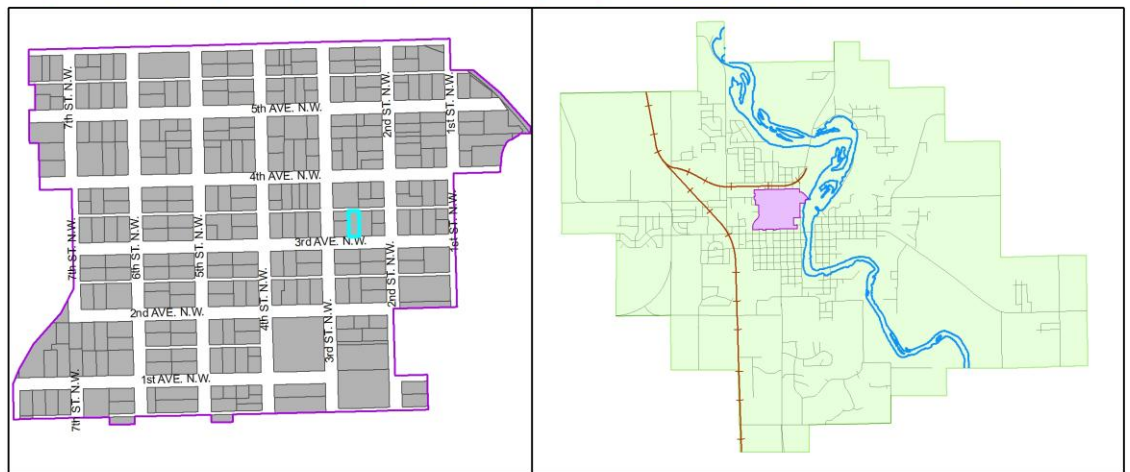 7th ST. N.W.
5th AVE. N.W.
2nd ST. N.W.
1st ST. N.W.
4th AVE. N.W.
7th ST. N.W.
6th ST. N.W.
5th ST. N.W.
3rd AVE. N.W.
1st ST. N.W.
2nd ST. N.W.
4th ST. N.W.
2nd AVE. N.W.
3rd ST. N.W.
1st AVE. N.W.
7th ST. N.W.